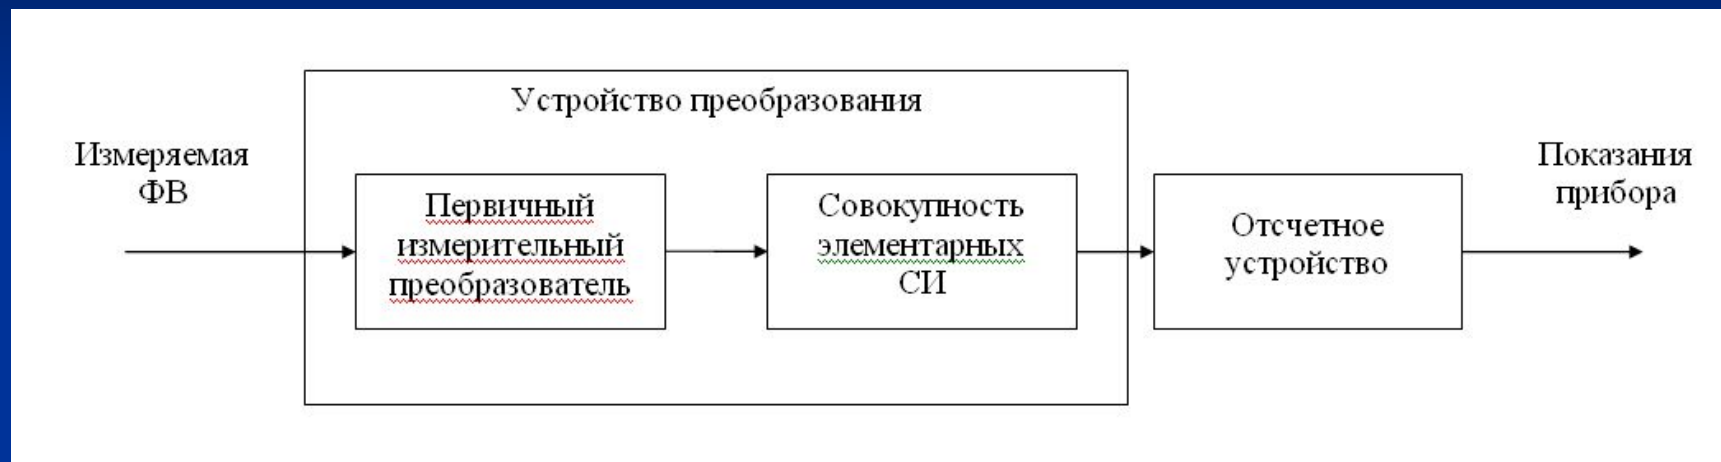 Устройство преобразования
Измеряемая
ФВ
Первичный
измерительный
преобразователь
Совокупность
элементарных
СИ
Отсчетное
устройство
Показания
прибора